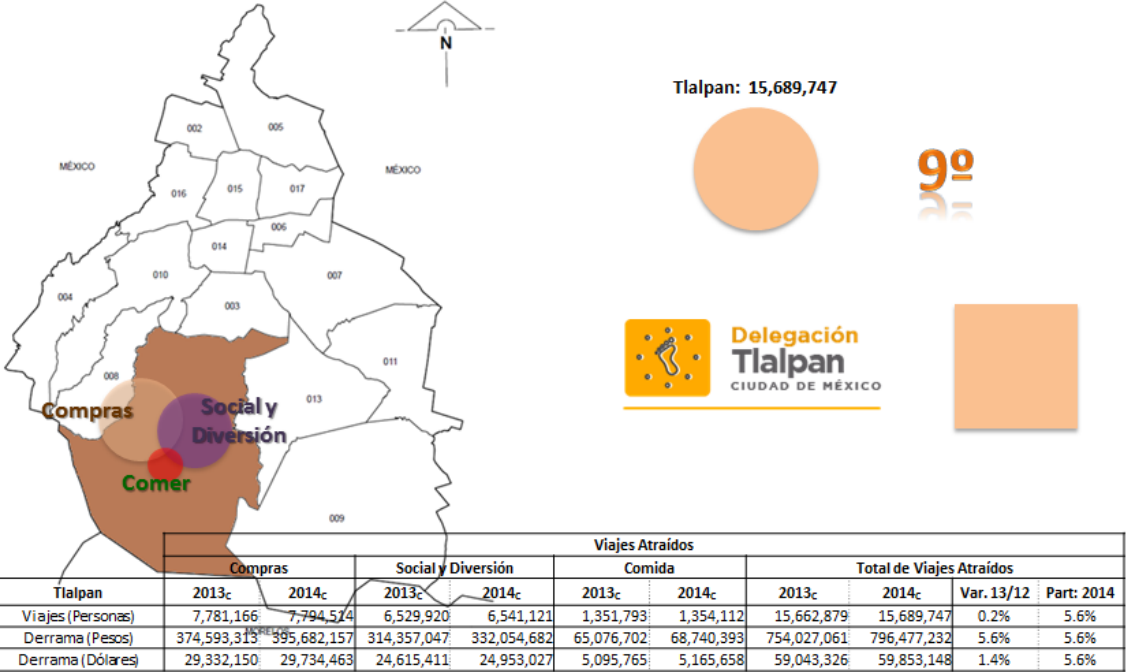 N
Tlalpan: 15,689,747
002
005
MÉXICO
MÉXICO
9º
016
015
017
006
014
010
007
004
003
Delegación
Tlalpan
CIUDAD DE MÉXICO
011
008
013
Compras
Social y
Diversión
Comer
009
Viajes Atraídos
Compras Social y Diversión Comida Total de Viajes Atraídos
Tlalpan 2013c 2014c 2013c 2014c 2013c 2014c 2013c 2014c Var. 13/12 Part: 2014
Viajes (Personas) 7,781,166 7,794,514 6,529,920 6,541,121 1,351,793 1,354,112 15,662,879 15,689,747 0.2% 5.6%
MORELOS
Derrama (Pesos) 374,593,313 395,682,157 314,357,047 332,054,682 65,076,702 68,740,393 754,027,061 796,477,232 5.6% 5.6%
Derrama (Dólares) 29,332,150 29,734,463 24,615,411 24,953,027 5,095,765 5,165,658 59,043,326 59,853,148 1.4% 5.6%